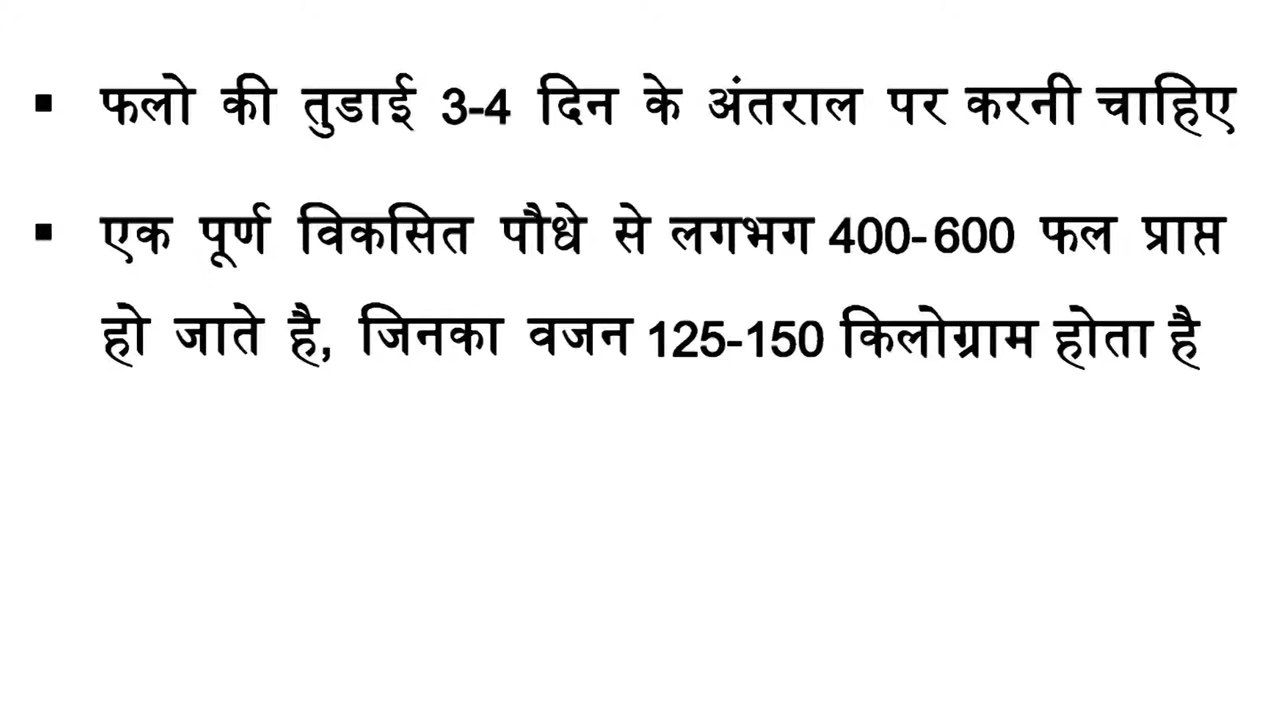 ▪ फलो की तुडाई 3-4 दिन के अंतराल पर करनी चाहिए
▪ एक पूर्ण विकसित पौधे से लगभग 400-600 फल प्राप्त
हो जाते है, जिनका वजन 125-150 किलोग्राम होता है